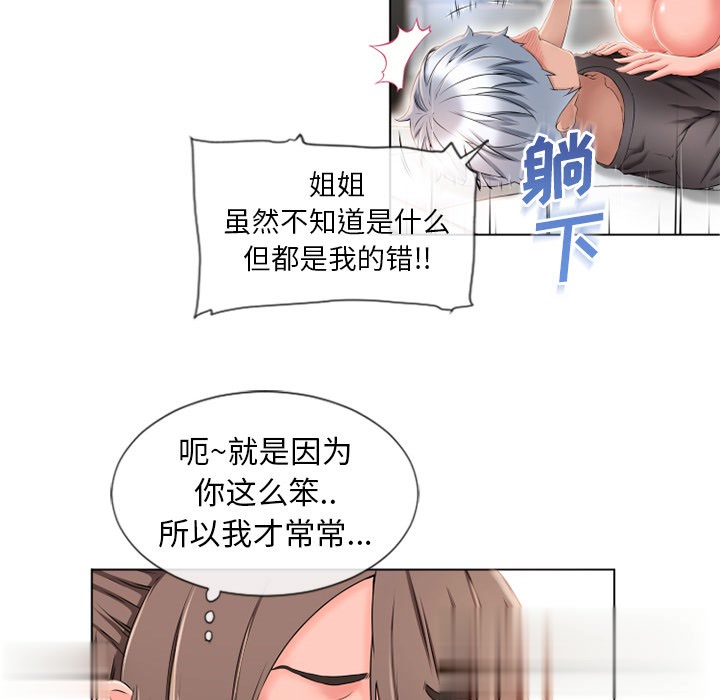 姐姐
虽然不知道是什么
但都是我的错!!
躺下
呃~就是因为
你这么笨..
所以我才常常...